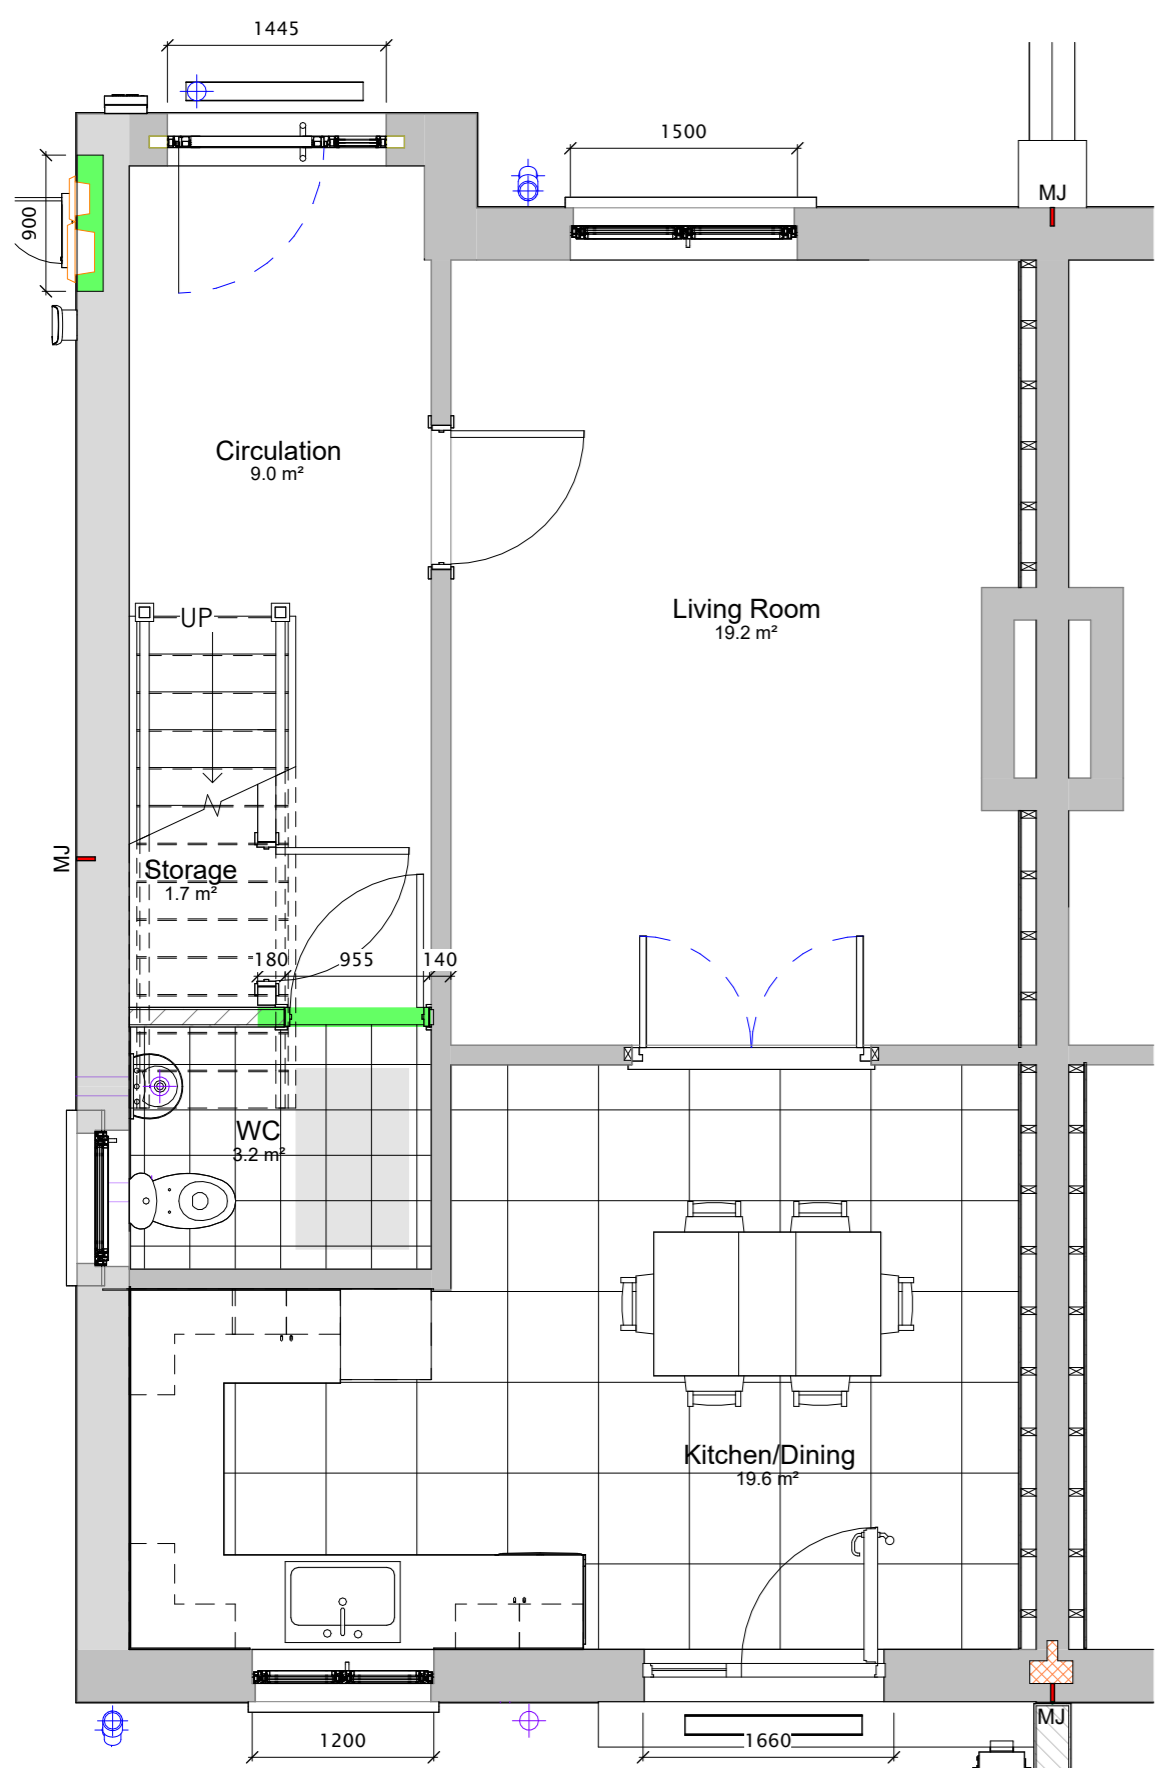 1445
1500
MJ
900
Circulation
9.0 m²
UP
Living Room
19.2 m²
MJ
Storage
1.7 m²
180
955
140
WC
3.2 m²
Kitchen/Dining
19.6 m²
MJ
1200
1660